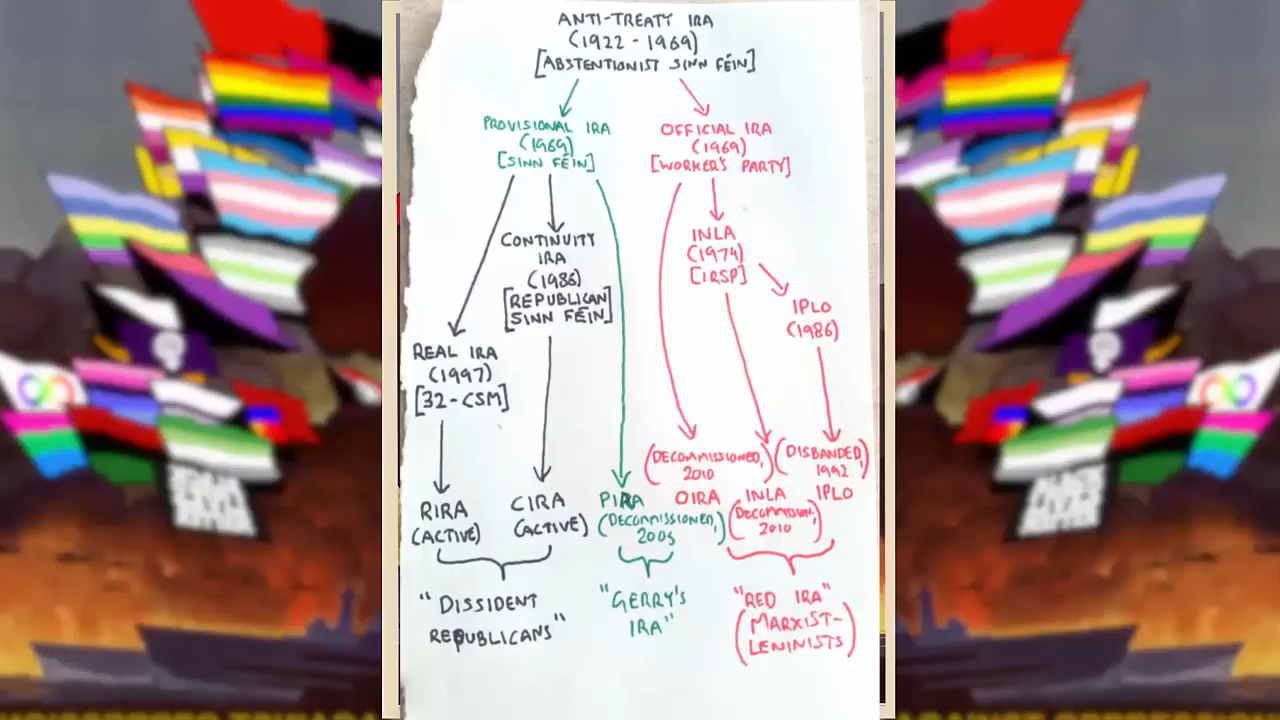 ANTI-TREATY IRA
(1922 - 1969)
[ABSTENTIONIST SINN FÉIN]
PROVISIONAL IRA
(1969)
[SINN FÉIN]
OFFICIAL IRA
(1969)
[WORKER'S PARTY]
CONTINUITY
IRA
(1986)
[REPUBLICAN
SINN FÉIN]
INLA
(1974)
[IRSP]
IPLO
(1986)
REAL IRA
(1997)
[32-CSM]
RIRA
(ACTIVE)
CIRA
(ACTIVE)
PIRA
(DECOMMISSIONED,
2005
(DECOMMISSIONED,)
2010
OIRA
INLA
(DECOMMISSION,)
2010
(DISBANDED,)
1992
IPLO
"DISSIDENT
REPUBLICANS"
"GERRY'S
IRA"
"RED IRA"
(MARXIST-
LENINISTS)